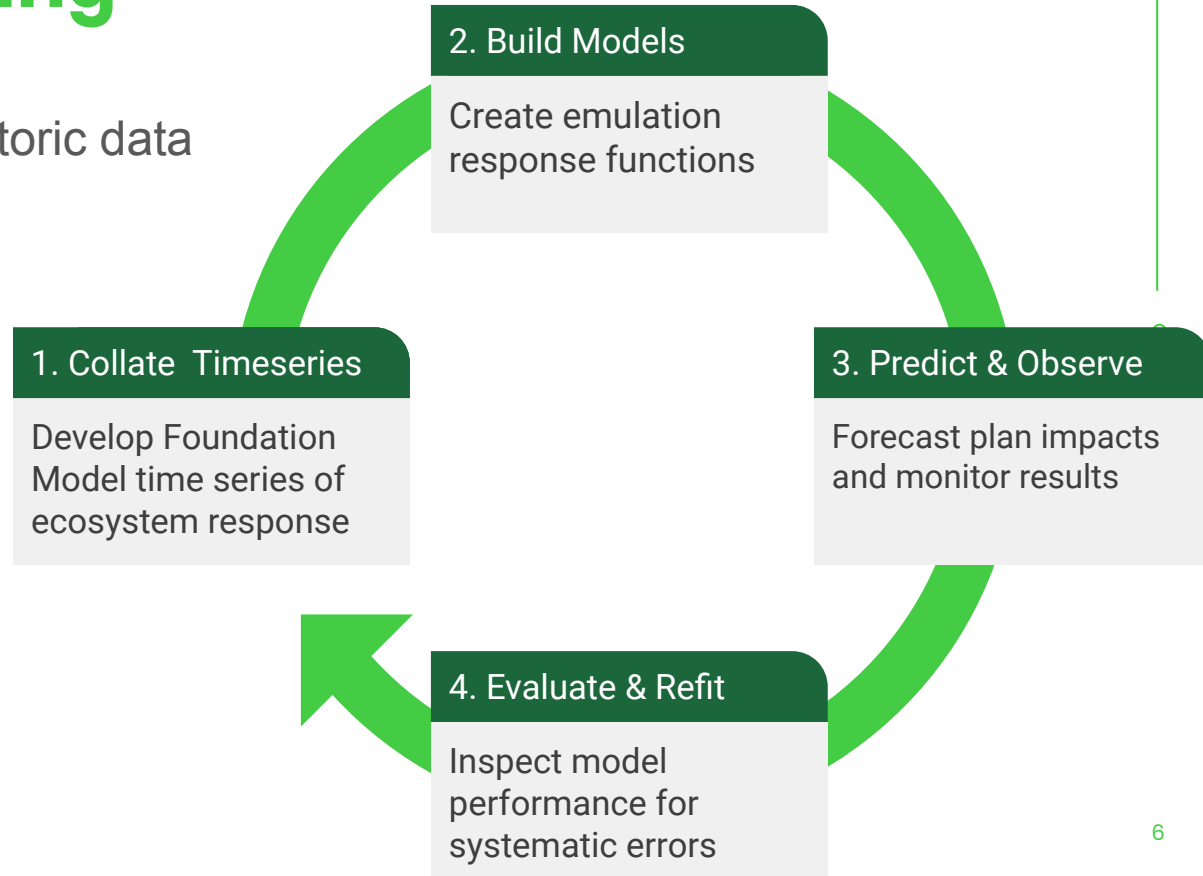 toric data
2. Build Models
Create emulation
response functions
1. Collate  Timeseries
Develop Foundation
Model time series of
ecosystem response
3. Predict & Observe
Forecast plan impacts
and monitor results
4. Evaluate & Refit
Inspect model
performance for
systematic errors
6